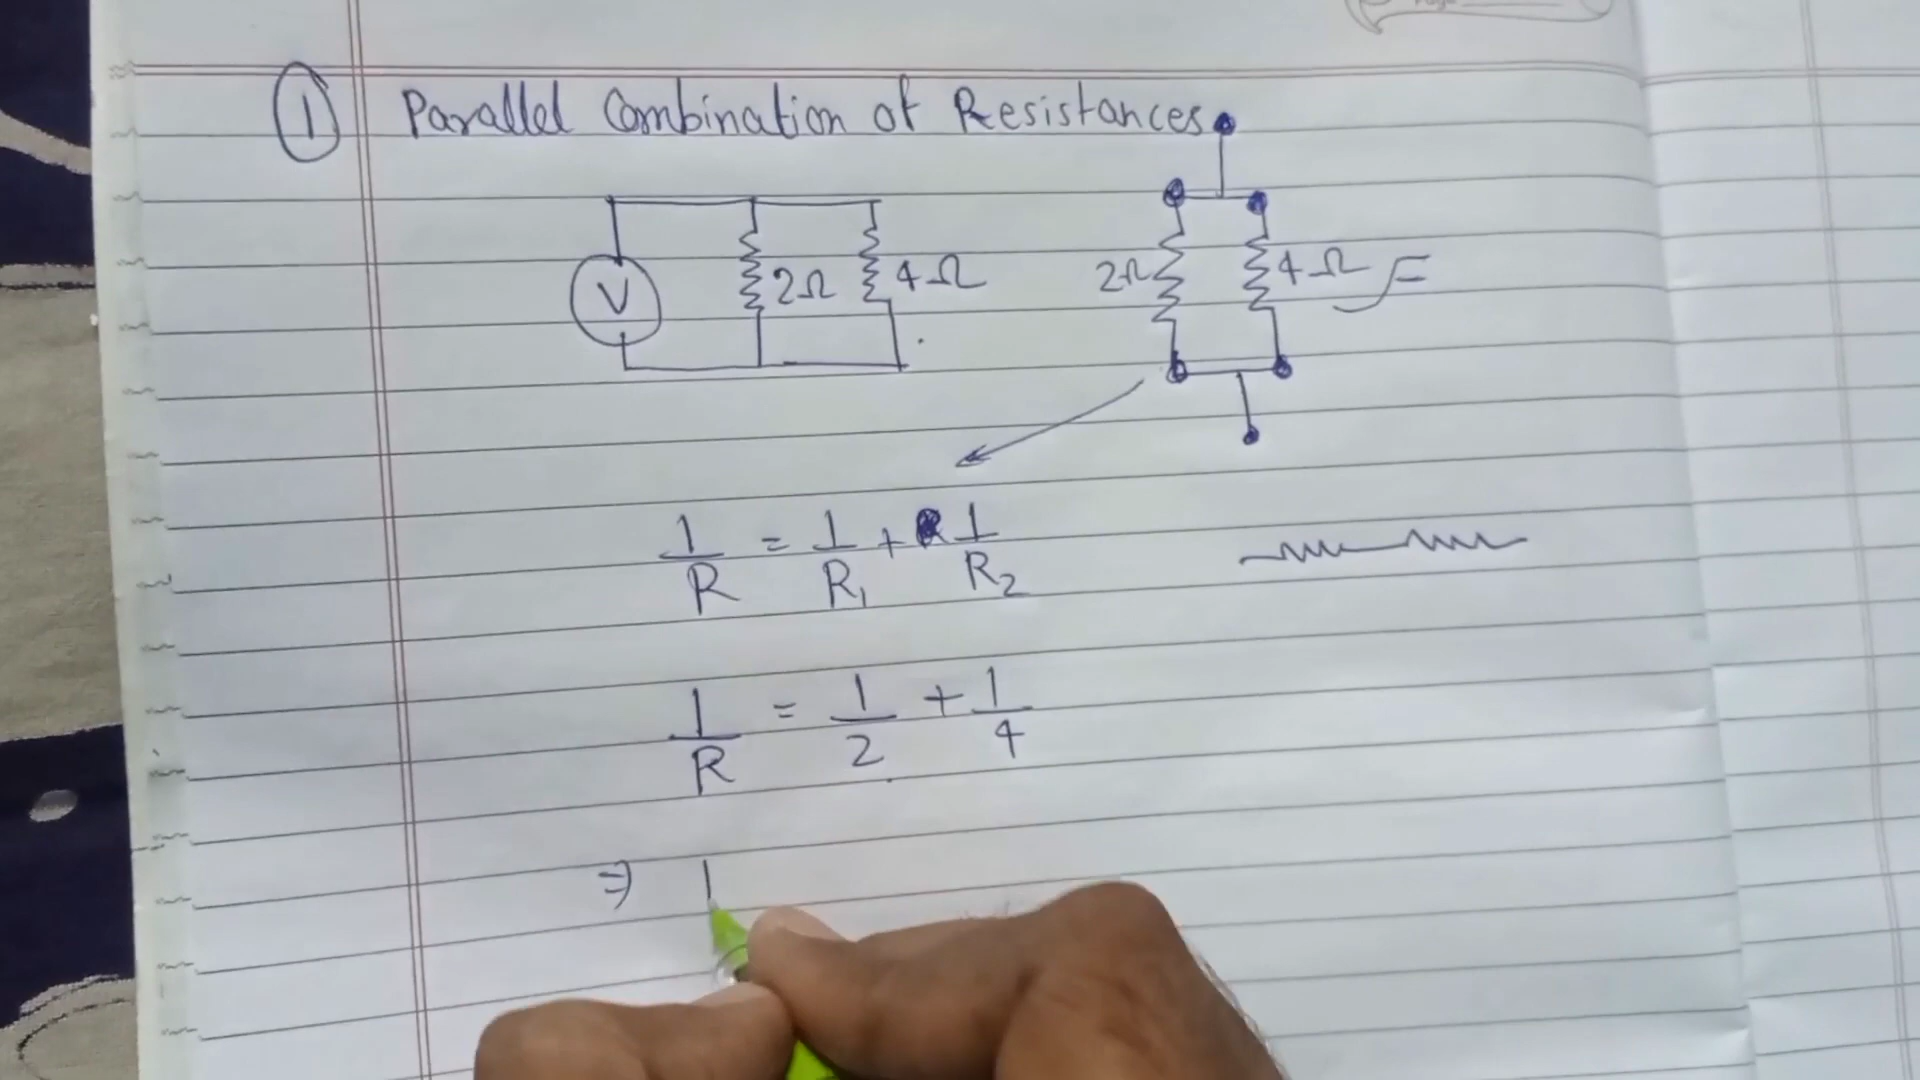 ① Parallel Combination of Resistances
V 2Ω 4Ω 2Ω 4Ω
1/R = 1/R₁ + 1/R₂
1/R = 1/2 + 1/4
⇒ 1